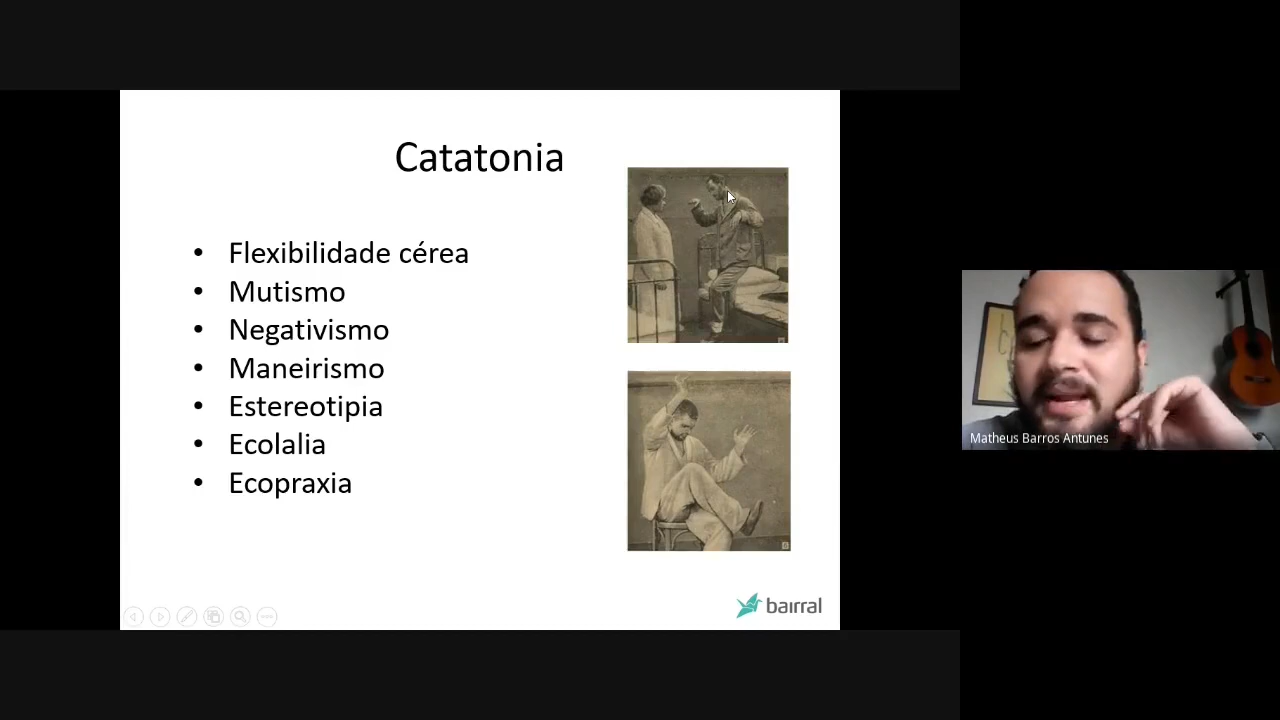 Catatonia
• Flexibilidade cérea
• Mutismo
• Negativismo
• Maneirismo
• Estereotipia
• Ecolalia
• Ecopraxia
bairral
Matheus Barros Antunes